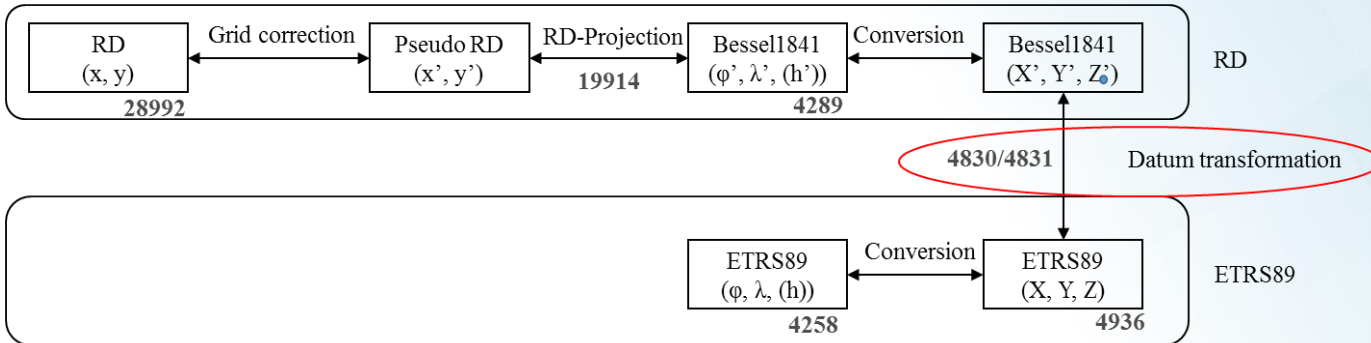 RD
(x, y)
28992
Grid correction
Pseudo RD
(x’, y’)
RD-Projection
19914
Bessel1841
(φ’, λ’, (h’))
4289
Conversion
Bessel1841
(X’, Y’, Z’)
RD
4830/4831
Datum transformation
ETRS89
(φ, λ, (h))
4258
Conversion
ETRS89
(X, Y, Z)
4936
ETRS89